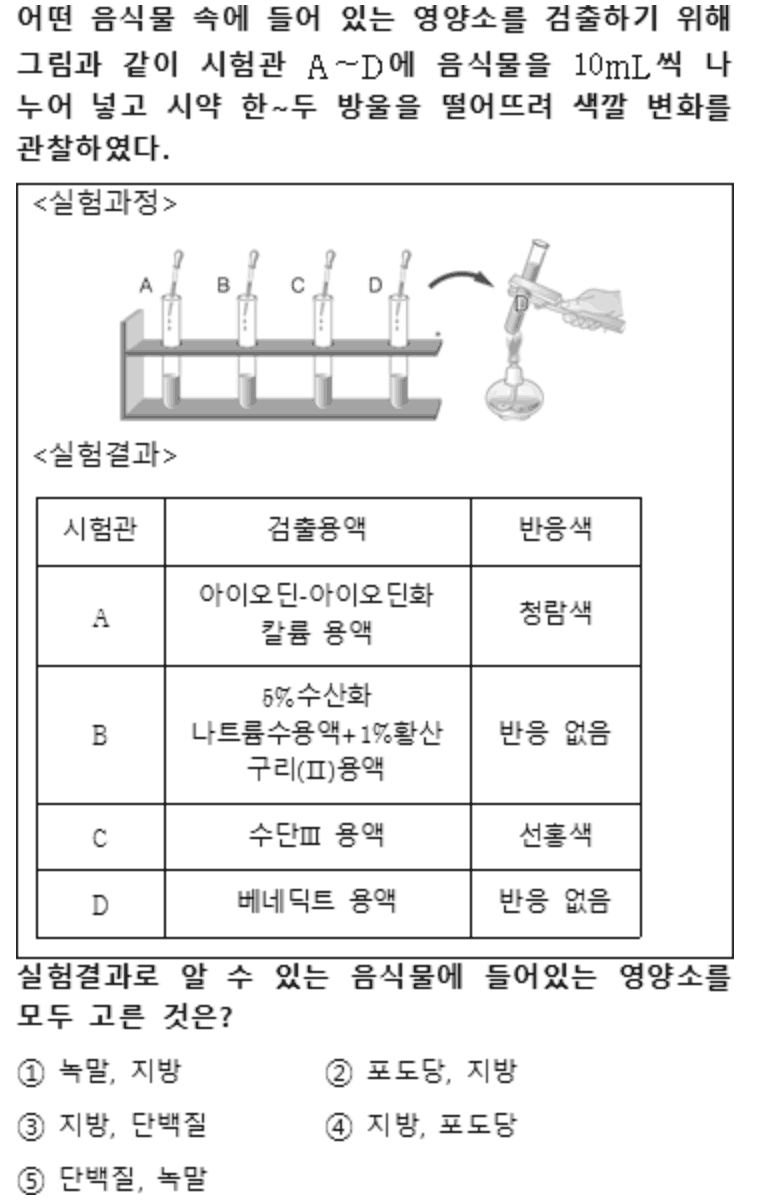 어떤 음식물 속에 들어 있는 영양소를 검출하기 위해
그림과 같이 시험관 A~D에 음식물을 10mL씩 나
누어 넣고 시약 한~두 방울을 떨어뜨려 색깔 변화를
관찰하였다.
<실험과정>
A B C D
D
<실험결과>
시험관 검출용액 반응색
A 아이오딘-아이오딘화
칼륨 용액 청람색
B 5%수산화
나트륨수용액+1%황산
구리(Ⅱ)용액 반응 없음
C 수단Ⅲ 용액 선홍색
D 베네딕트 용액 반응 없음
실험결과로 알 수 있는 음식물에 들어있는 영양소를
모두 고른 것은?
① 녹말, 지방 ② 포도당, 지방
③ 지방, 단백질 ④ 지방, 포도당
⑤ 단백질, 녹말